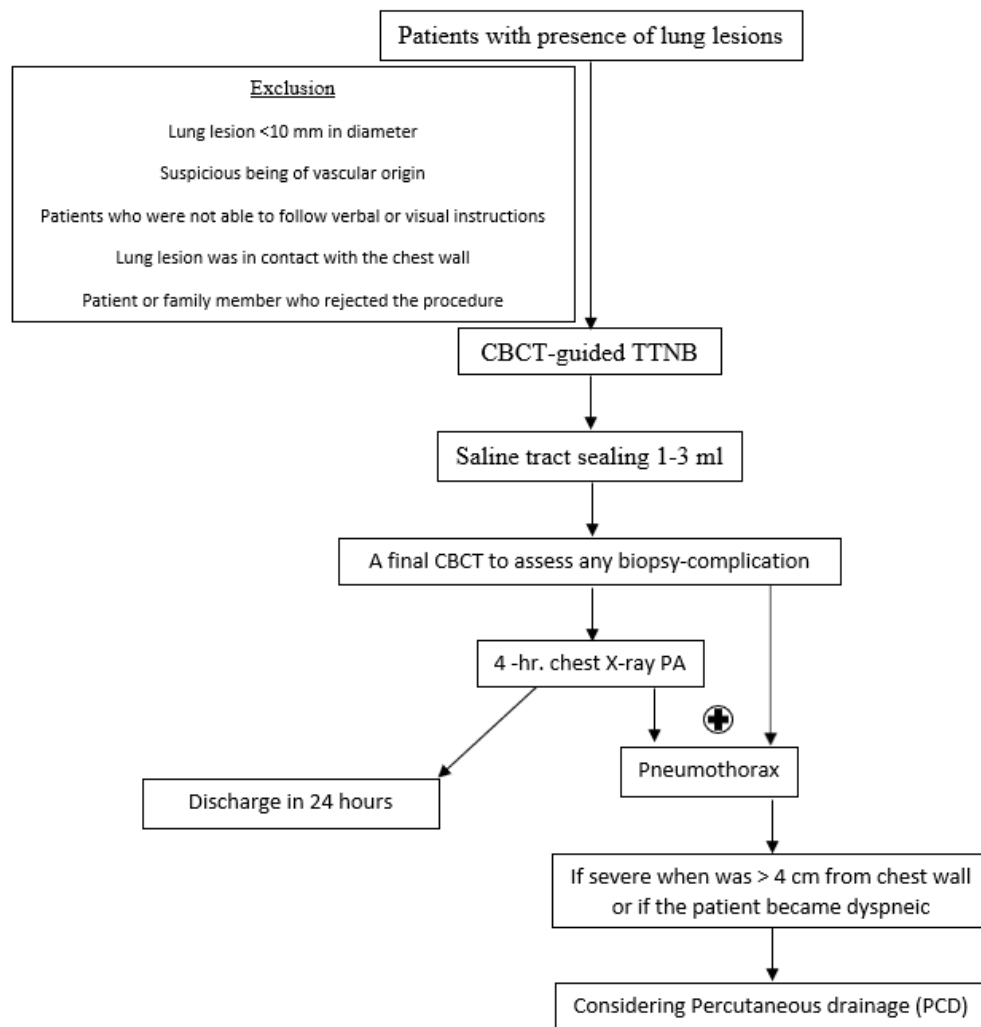 Patients with presence of lung lesions
Exclusion
Lung lesion <10 mm in diameter
Suspicious being of vascular origin
Patients who were not able to follow verbal or visual instructions
Lung lesion was in contact with the chest wall
Patient or family member who rejected the procedure
CBCT-guided TTNB
Saline tract sealing 1-3 ml
A final CBCT to assess any biopsy-complication
4 -hr. chest X-ray PA
Pneumothorax
Discharge in 24 hours
If severe when was > 4 cm from chest wall
or if the patient became dyspneic
Considering Percutaneous drainage (PCD)